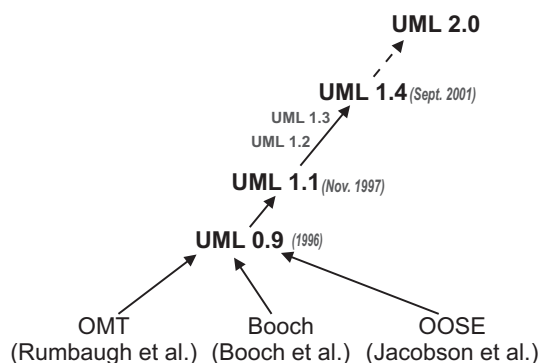 UML 2.0
UML 1.4 (Sept. 2001)
UML 1.3
UML 1.2
UML 1.1 (Nov. 1997)
UML 0.9 (1996)
OMT Booch OOSE
(Rumbaugh et al.) (Booch et al.) (Jacobson et al.)